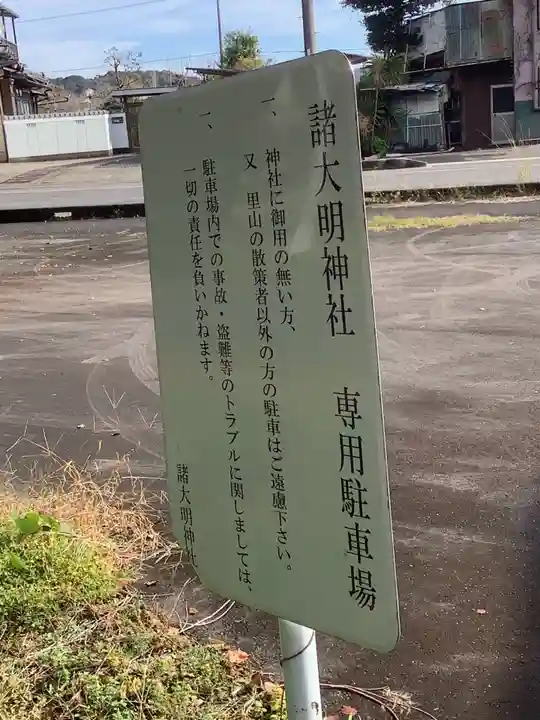 諸大明神社　専用駐車場
一、神社に御用の無い方、
又　里山の散策者以外の方の駐車はご遠慮下さい。
一、駐車場内での事故・盗難等のトラブルに関しましては、
一切の責任を負いかねます。
諸大明神社